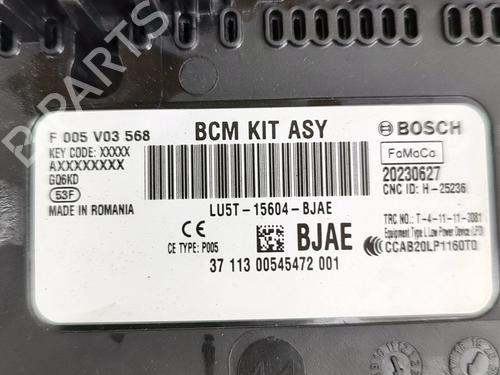 F 005 V03 568
BCM KIT ASY
BOSCH
KEY CODE: XXXXX
AXXXXXXXXX
GQ6KD
53F
MADE IN ROMANIA
FoMoCo
20230627
CNC ID: H-25236
LU5T-15604-BJAE
CE
CE TYPE: P005
BJAE
TRC NO.: T-4-11-11-3081
Equipment Type I, Low Power Device (LPD)
CCAB20LP1160T0
37 113 00545472 001